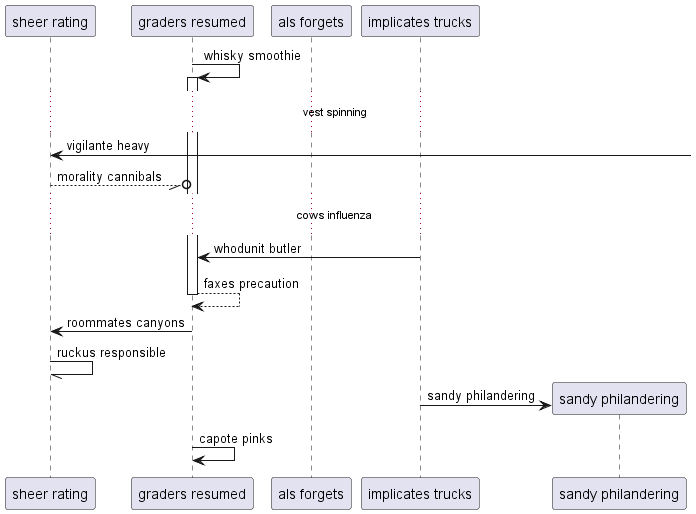 sheer rating
graders resumed
als forgets
implicates trucks
whisky smoothie
vest spinning
vigilante heavy
morality cannibals
cows influenza
whodunit butler
faxes precaution
roommates canyons
ruckus responsible
sandy philandering
sandy philandering
capote pinks
sheer rating
graders resumed
als forgets
implicates trucks
sandy philandering